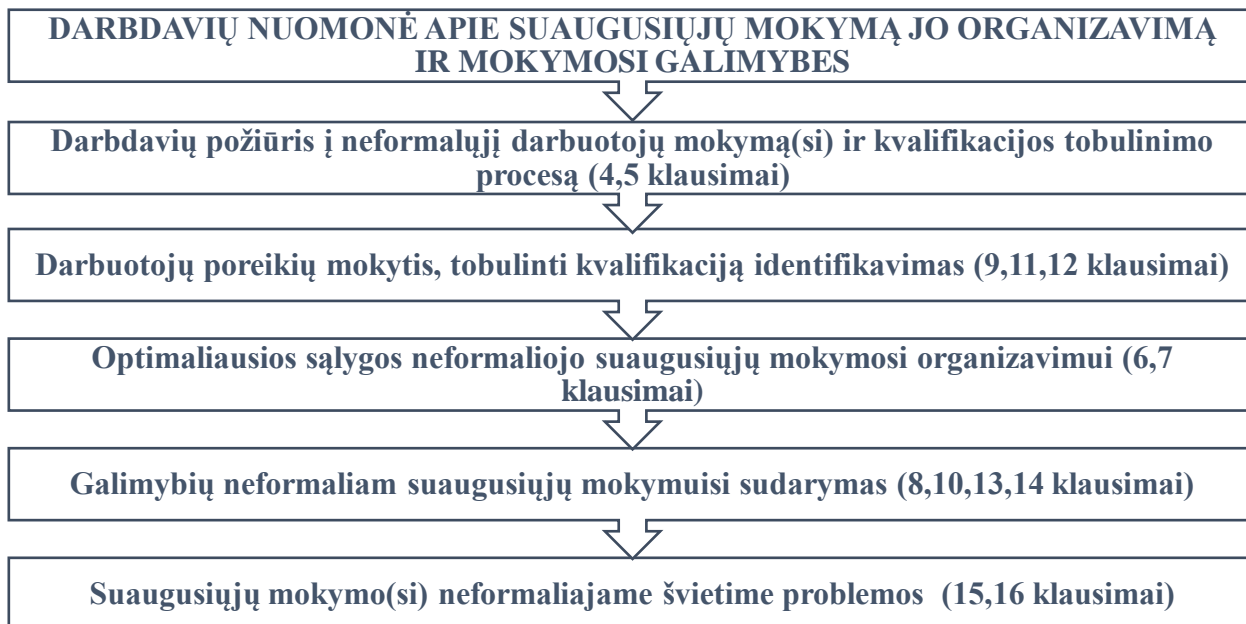 DARBDAVIŲ NUOMONĖ APIE SUAUGUSIŲJŲ MOKYMĄ JO ORGANIZAVIMĄ
IR MOKYMOSI GALIMYBES
Darbdavių požiūris į neformalųjį darbuotojų mokymą(si) ir kvalifikacijos tobulinimo
procesą (4,5 klausimai)
Darbuotojų poreikių mokytis, tobulinti kvalifikaciją identifikavimas (9,11,12 klausimai)
Optimaliausios sąlygos neformaliojo suaugusiųjų mokymosi organizavimui (6,7
klausimai)
Galimybių neformaliam suaugusiųjų mokymuisi sudarymas (8,10,13,14 klausimai)
Suaugusiųjų mokymo(si) neformaliajame švietime problemos (15,16 klausimai)